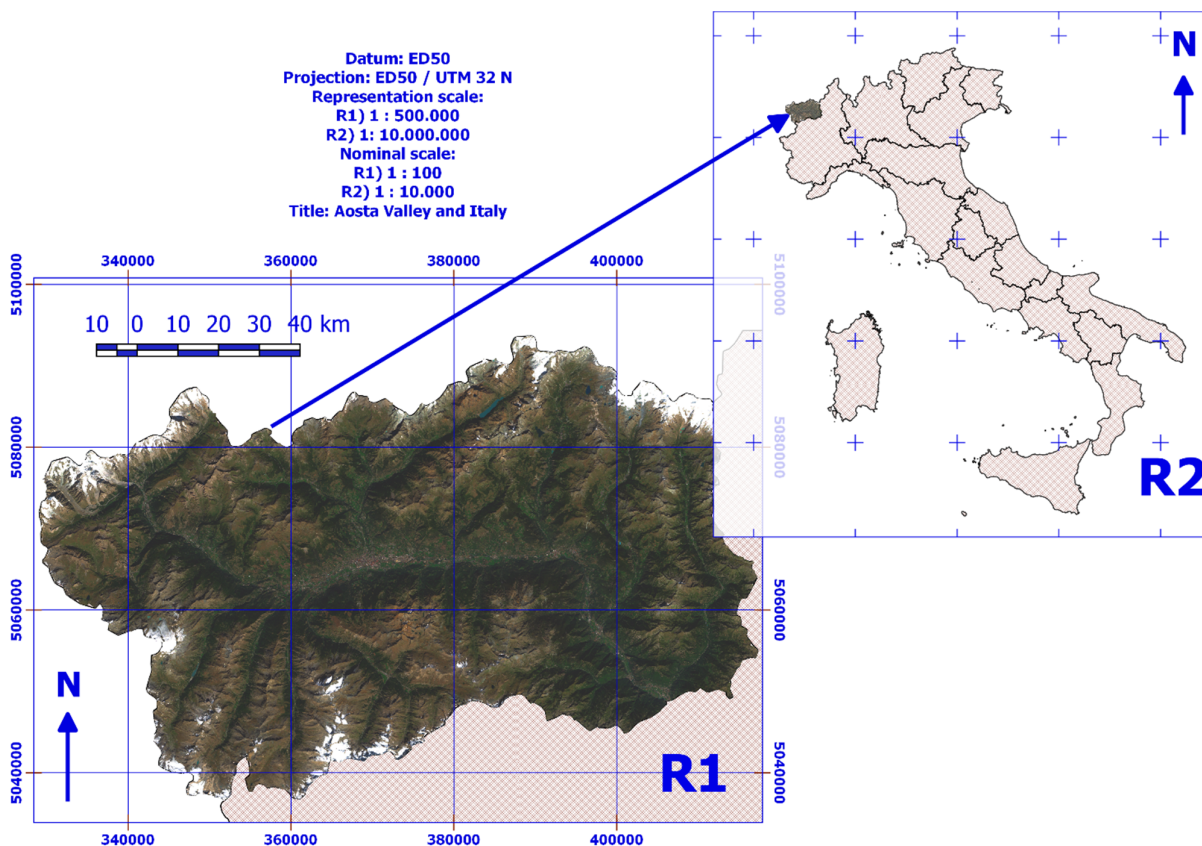 Datum: ED50
Projection: ED50 / UTM 32 N
Representation scale:
R1) 1 : 500.000
R2) 1: 10.000.000
Nominal scale:
R1) 1 : 100
R2) 1 : 10.000
Title: Aosta Valley and Italy
N
R2
340000
360000
380000
400000
5100000
5100000
10 0 10 20 30 40 km
5080000
5080000
5060000
5060000
N
R1
5040000
5040000
340000
360000
380000
400000